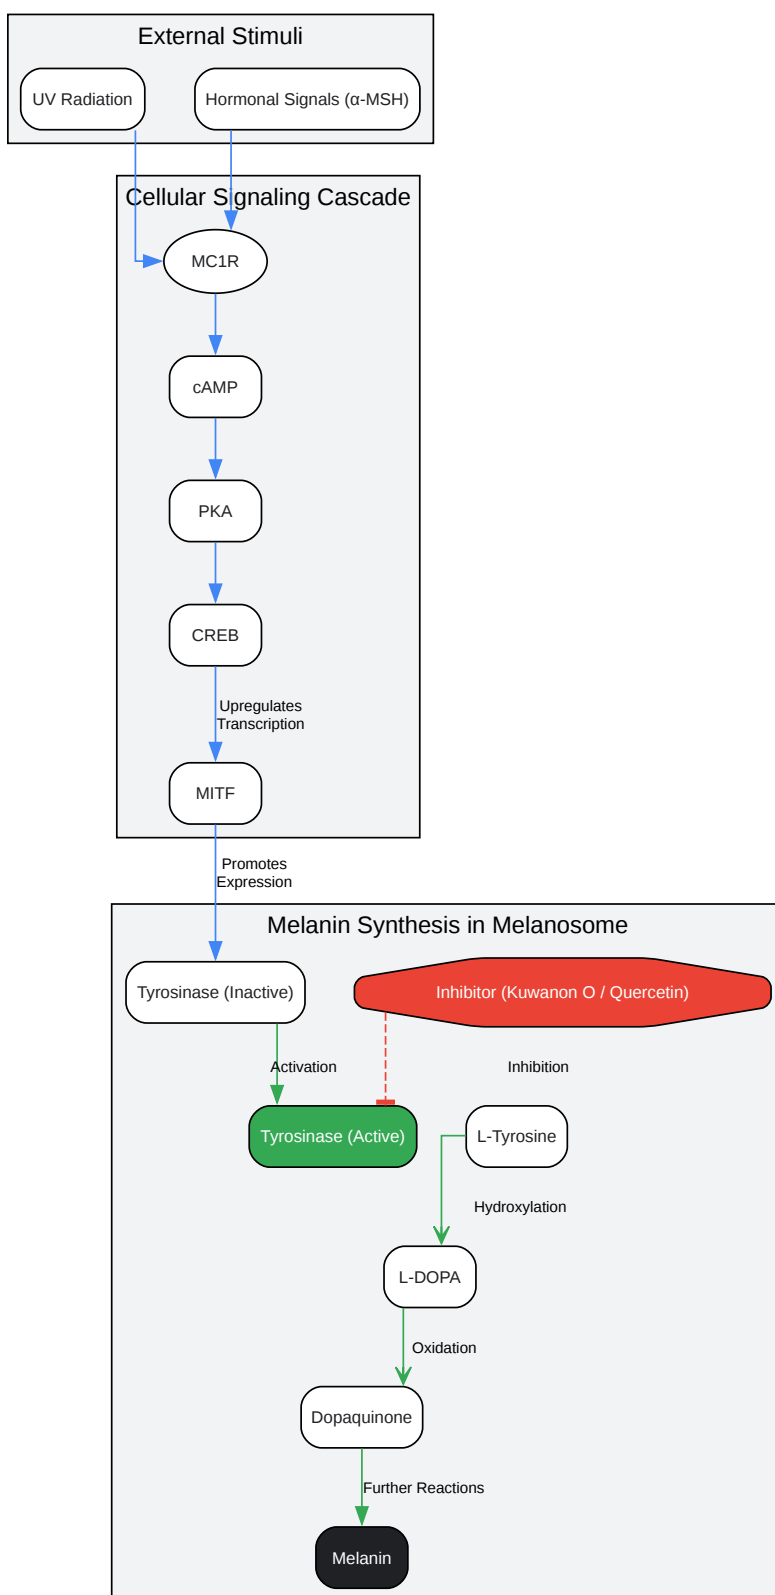 External Stimuli
UV Radiation
Hormonal Signals (α-MSH)
Cellular Signaling Cascade
MC1R
cAMP
PKA
CREB
Upregulates
Transcription
MITF
Promotes
Expression
Melanin Synthesis in Melanosome
Tyrosinase (Inactive)
Inhibitor (Kuwanon O / Quercetin)
Activation
Inhibition
Tyrosinase (Active)
L-Tyrosine
Hydroxylation
L-DOPA
Oxidation
Dopaquinone
Further Reactions
Melanin